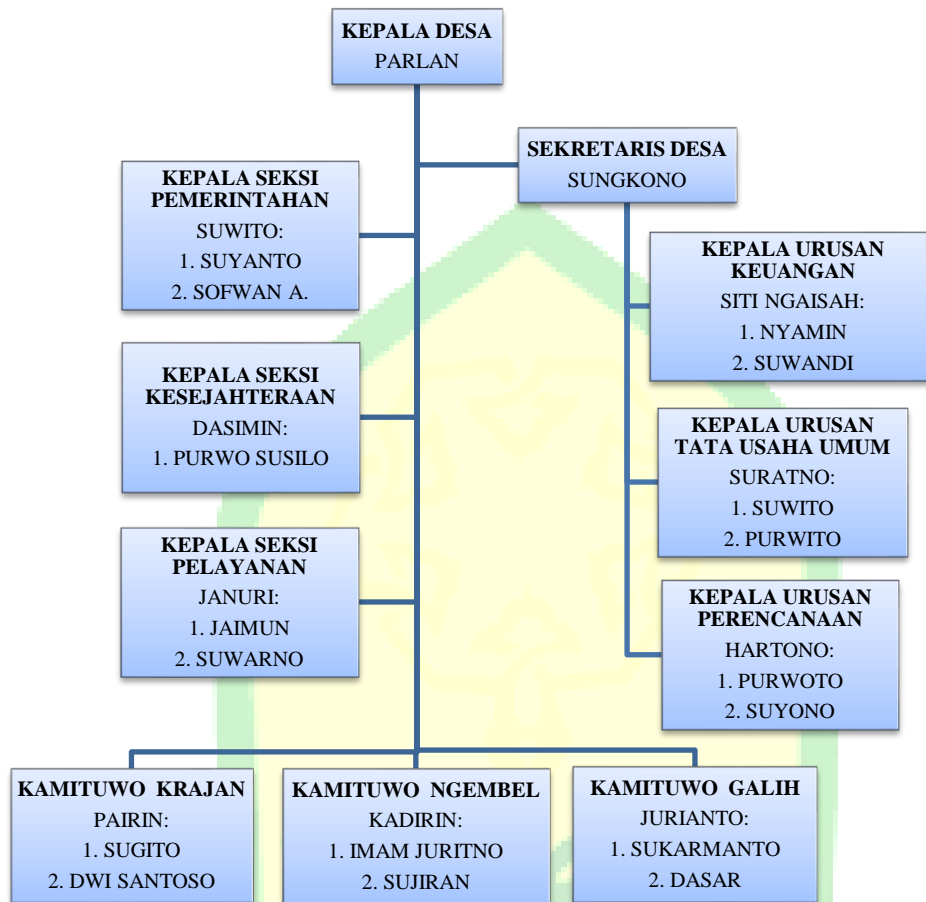 KEPALA DESA
PARLAN
SEKRETARIS DESA
SUNGKONO
KEPALA SEKSI
PEMERINTAHAN
SUWITO:
1. SUYANTO
2. SOFWAN A.
KEPALA URUSAN
KEUANGAN
SITI NGAISAH:
1. NYAMIN
2. SUWANDI
KEPALA SEKSI
KESEJAHTERAAN
DASIMIN:
1. PURWO SUSILO
KEPALA URUSAN
TATA USAHA UMUM
SURATNO:
1. SUWITO
2. PURWITO
KEPALA SEKSI
PELAYANAN
JANURI:
1. JAIMUN
2. SUWARNO
KEPALA URUSAN
PERENCANAAN
HARTONO:
1. PURWOTO
2. SUYONO
KAMITUWO KRAJAN
PAIRIN:
1. SUGITO
2. DWI SANTOSO
KAMITUWO NGEMBEL
KADIRIN:
1. IMAM JURITNO
2. SUJIRAN
KAMITUWO GALIH
JURIANTO:
1. SUKARMANTO
2. DASAR